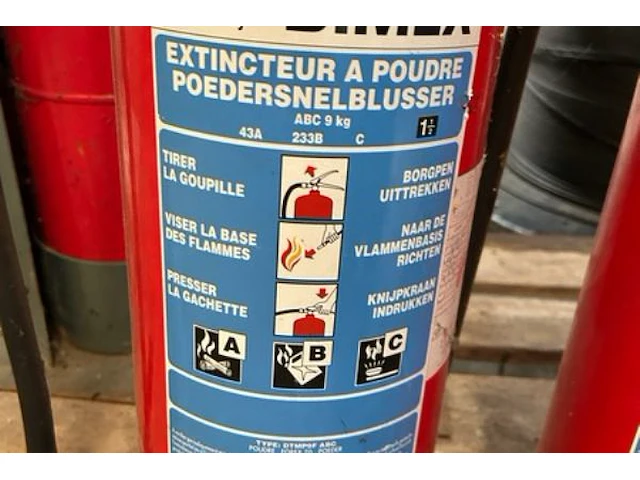 DIMEX
EXTINCTEUR A POUDRE
POEDERSNELBLUSSER
ABC 9 kg
43A 233B C
TIRER
LA GOUPILLE
BORGPEN
UITTREKKEN
VISER LA BASE
DES FLAMMES
NAAR DE
VLAMMENBASIS
RICHTEN
PRESSER
LA GACHETTE
KNIJPKRAAN
INDRUKKEN
A
B
C